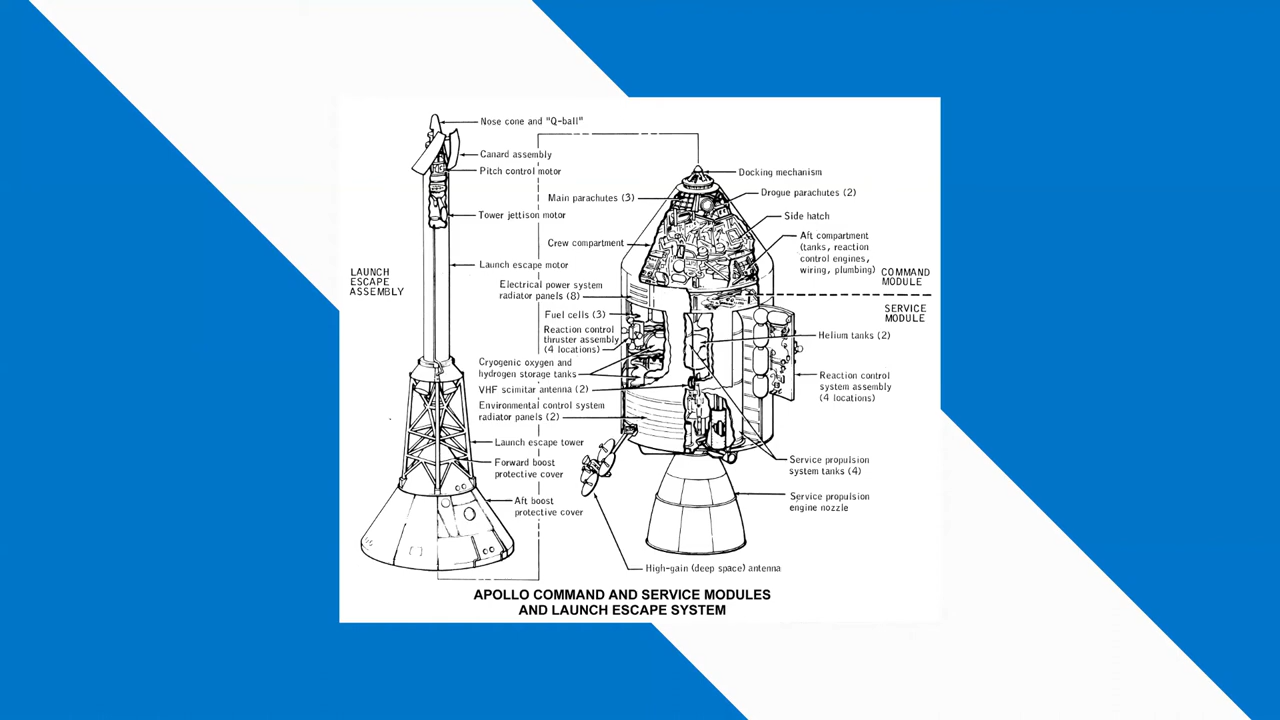 Nose cone and "Q-ball"
Canard assembly
Pitch control motor
Tower jettison motor
Launch escape motor
LAUNCH
ESCAPE
ASSEMBLY
Launch escape tower
Forward boost
protective cover
Aft boost
protective cover
Docking mechanism
Main parachutes (3)
Drogue parachutes (2)
Side hatch
Crew compartment
Aft compartment
(tanks, reaction
control engines,
wiring, plumbing)
COMMAND
MODULE
SERVICE
MODULE
Electrical power system
radiator panels (8)
Fuel cells (3)
Reaction control
thruster assembly
(4 locations)
Cryogenic oxygen and
hydrogen storage tanks
VHF scimitar antenna (2)
Environmental control system
radiator panels (2)
Helium tanks (2)
Reaction control
system assembly
(4 locations)
Service propulsion
system tanks (4)
Service propulsion
engine nozzle
High-gain (deep space) antenna
APOLLO COMMAND AND SERVICE MODULES
AND LAUNCH ESCAPE SYSTEM